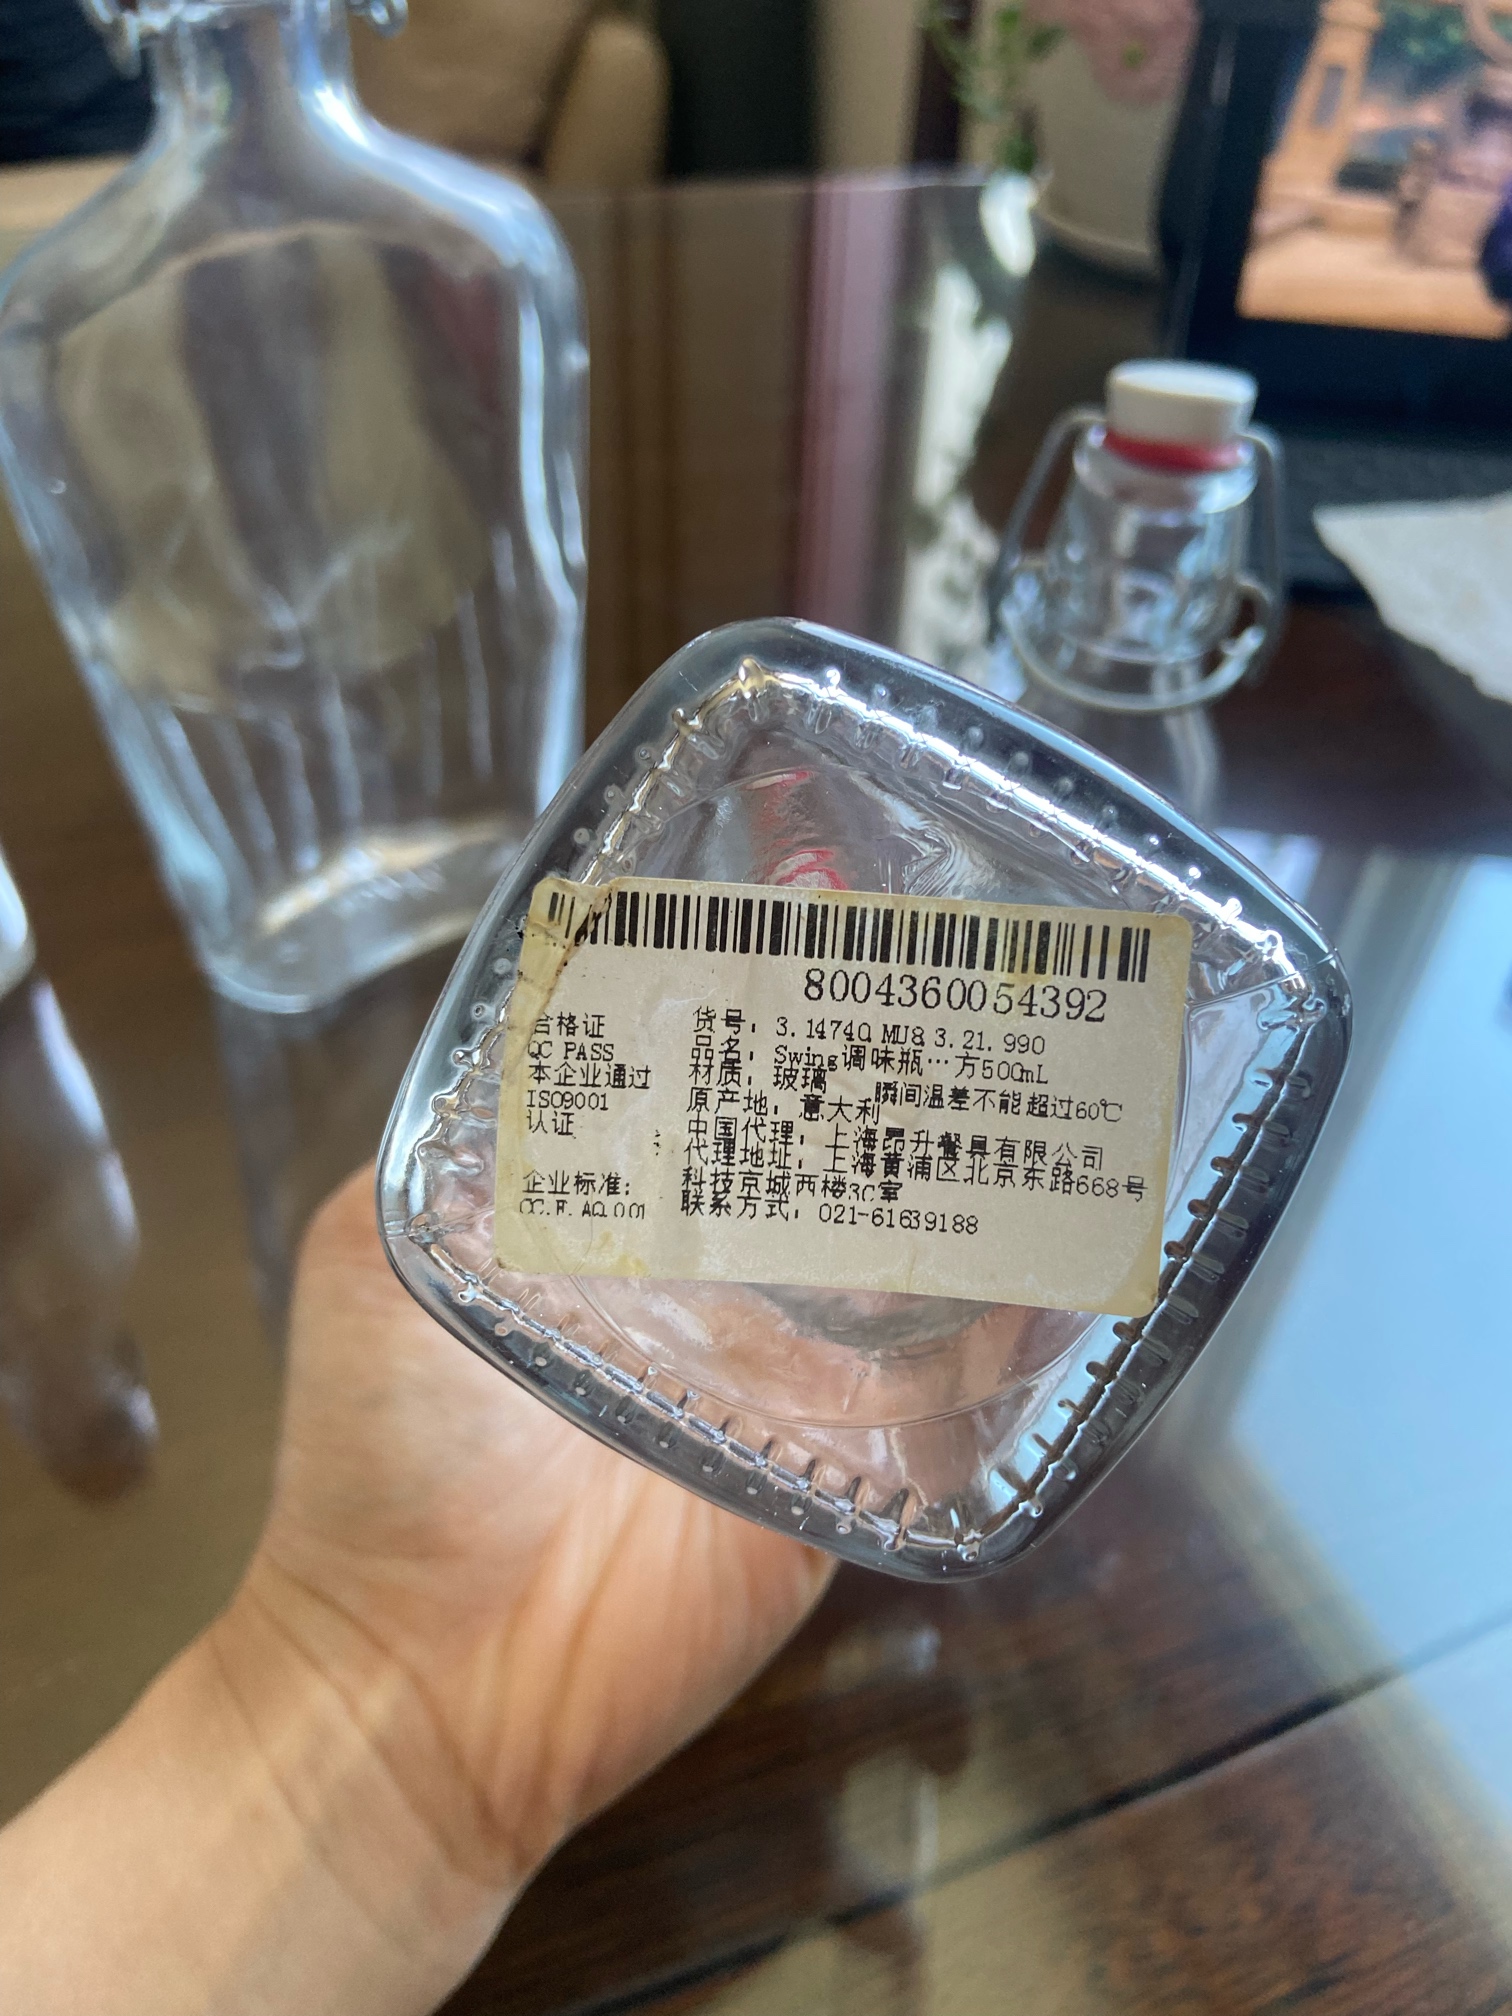 8004360054392
合格证
QC PASS
本企业通过
ISO9001
认证
企业标准:
CC.F. AQ.001
货号: 3.14740 MU8 3.21.990
品名: Swing调味瓶…方500mL
材质: 玻璃 瞬间温差不能超过60℃
原产地: 意大利
中国代理: 上海昂升餐具有限公司
代理地址: 上海黄浦区北京东路668号
科技京城西楼3C室
联系方式: 021-61639188